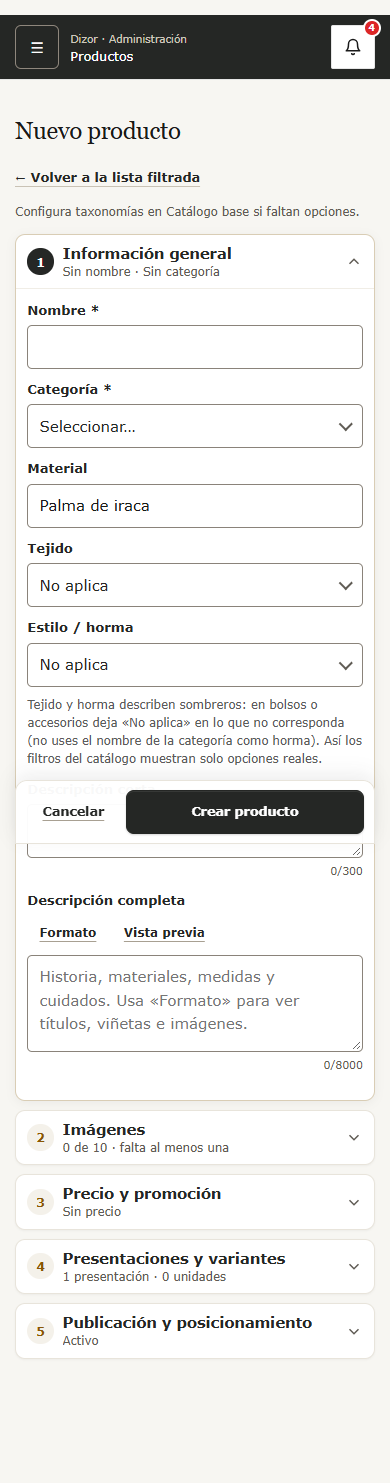 Dizor · Administración
Productos
4
Nuevo producto
← Volver a la lista filtrada
Configura taxonomías en Catálogo base si faltan opciones.
1
Información general
Sin nombre · Sin categoría
Nombre *
Categoría *
Seleccionar...
Material
Palma de iraca
Tejido
No aplica
Estilo / horma
No aplica
Tejido y horma describen sombreros: en bolsos o
accesorios deja «No aplica» en lo que no corresponda
(no uses el nombre de la categoría como horma). Así los
filtros del catálogo muestran solo opciones reales.
Cancelar
Crear producto
0/300
Descripción completa
Formato
Vista previa
Historia, materiales, medidas y
cuidados. Usa «Formato» para ver
títulos, viñetas e imágenes.
0/8000
2
Imágenes
0 de 10 · falta al menos una
3
Precio y promoción
Sin precio
4
Presentaciones y variantes
1 presentación · 0 unidades
5
Publicación y posicionamiento
Activo